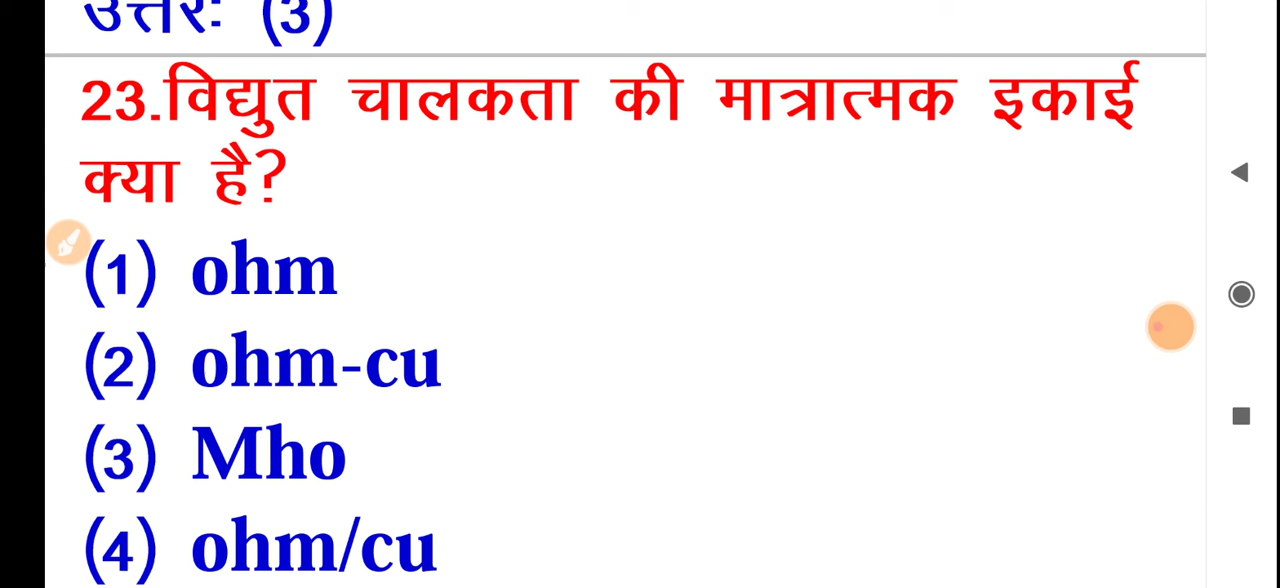 उत्तरः (3)
23.विद्युत चालकता की मात्रात्मक इकाई
क्या है?
(1) ohm
(2) ohm-cu
(3) Mho
(4) ohm/cu